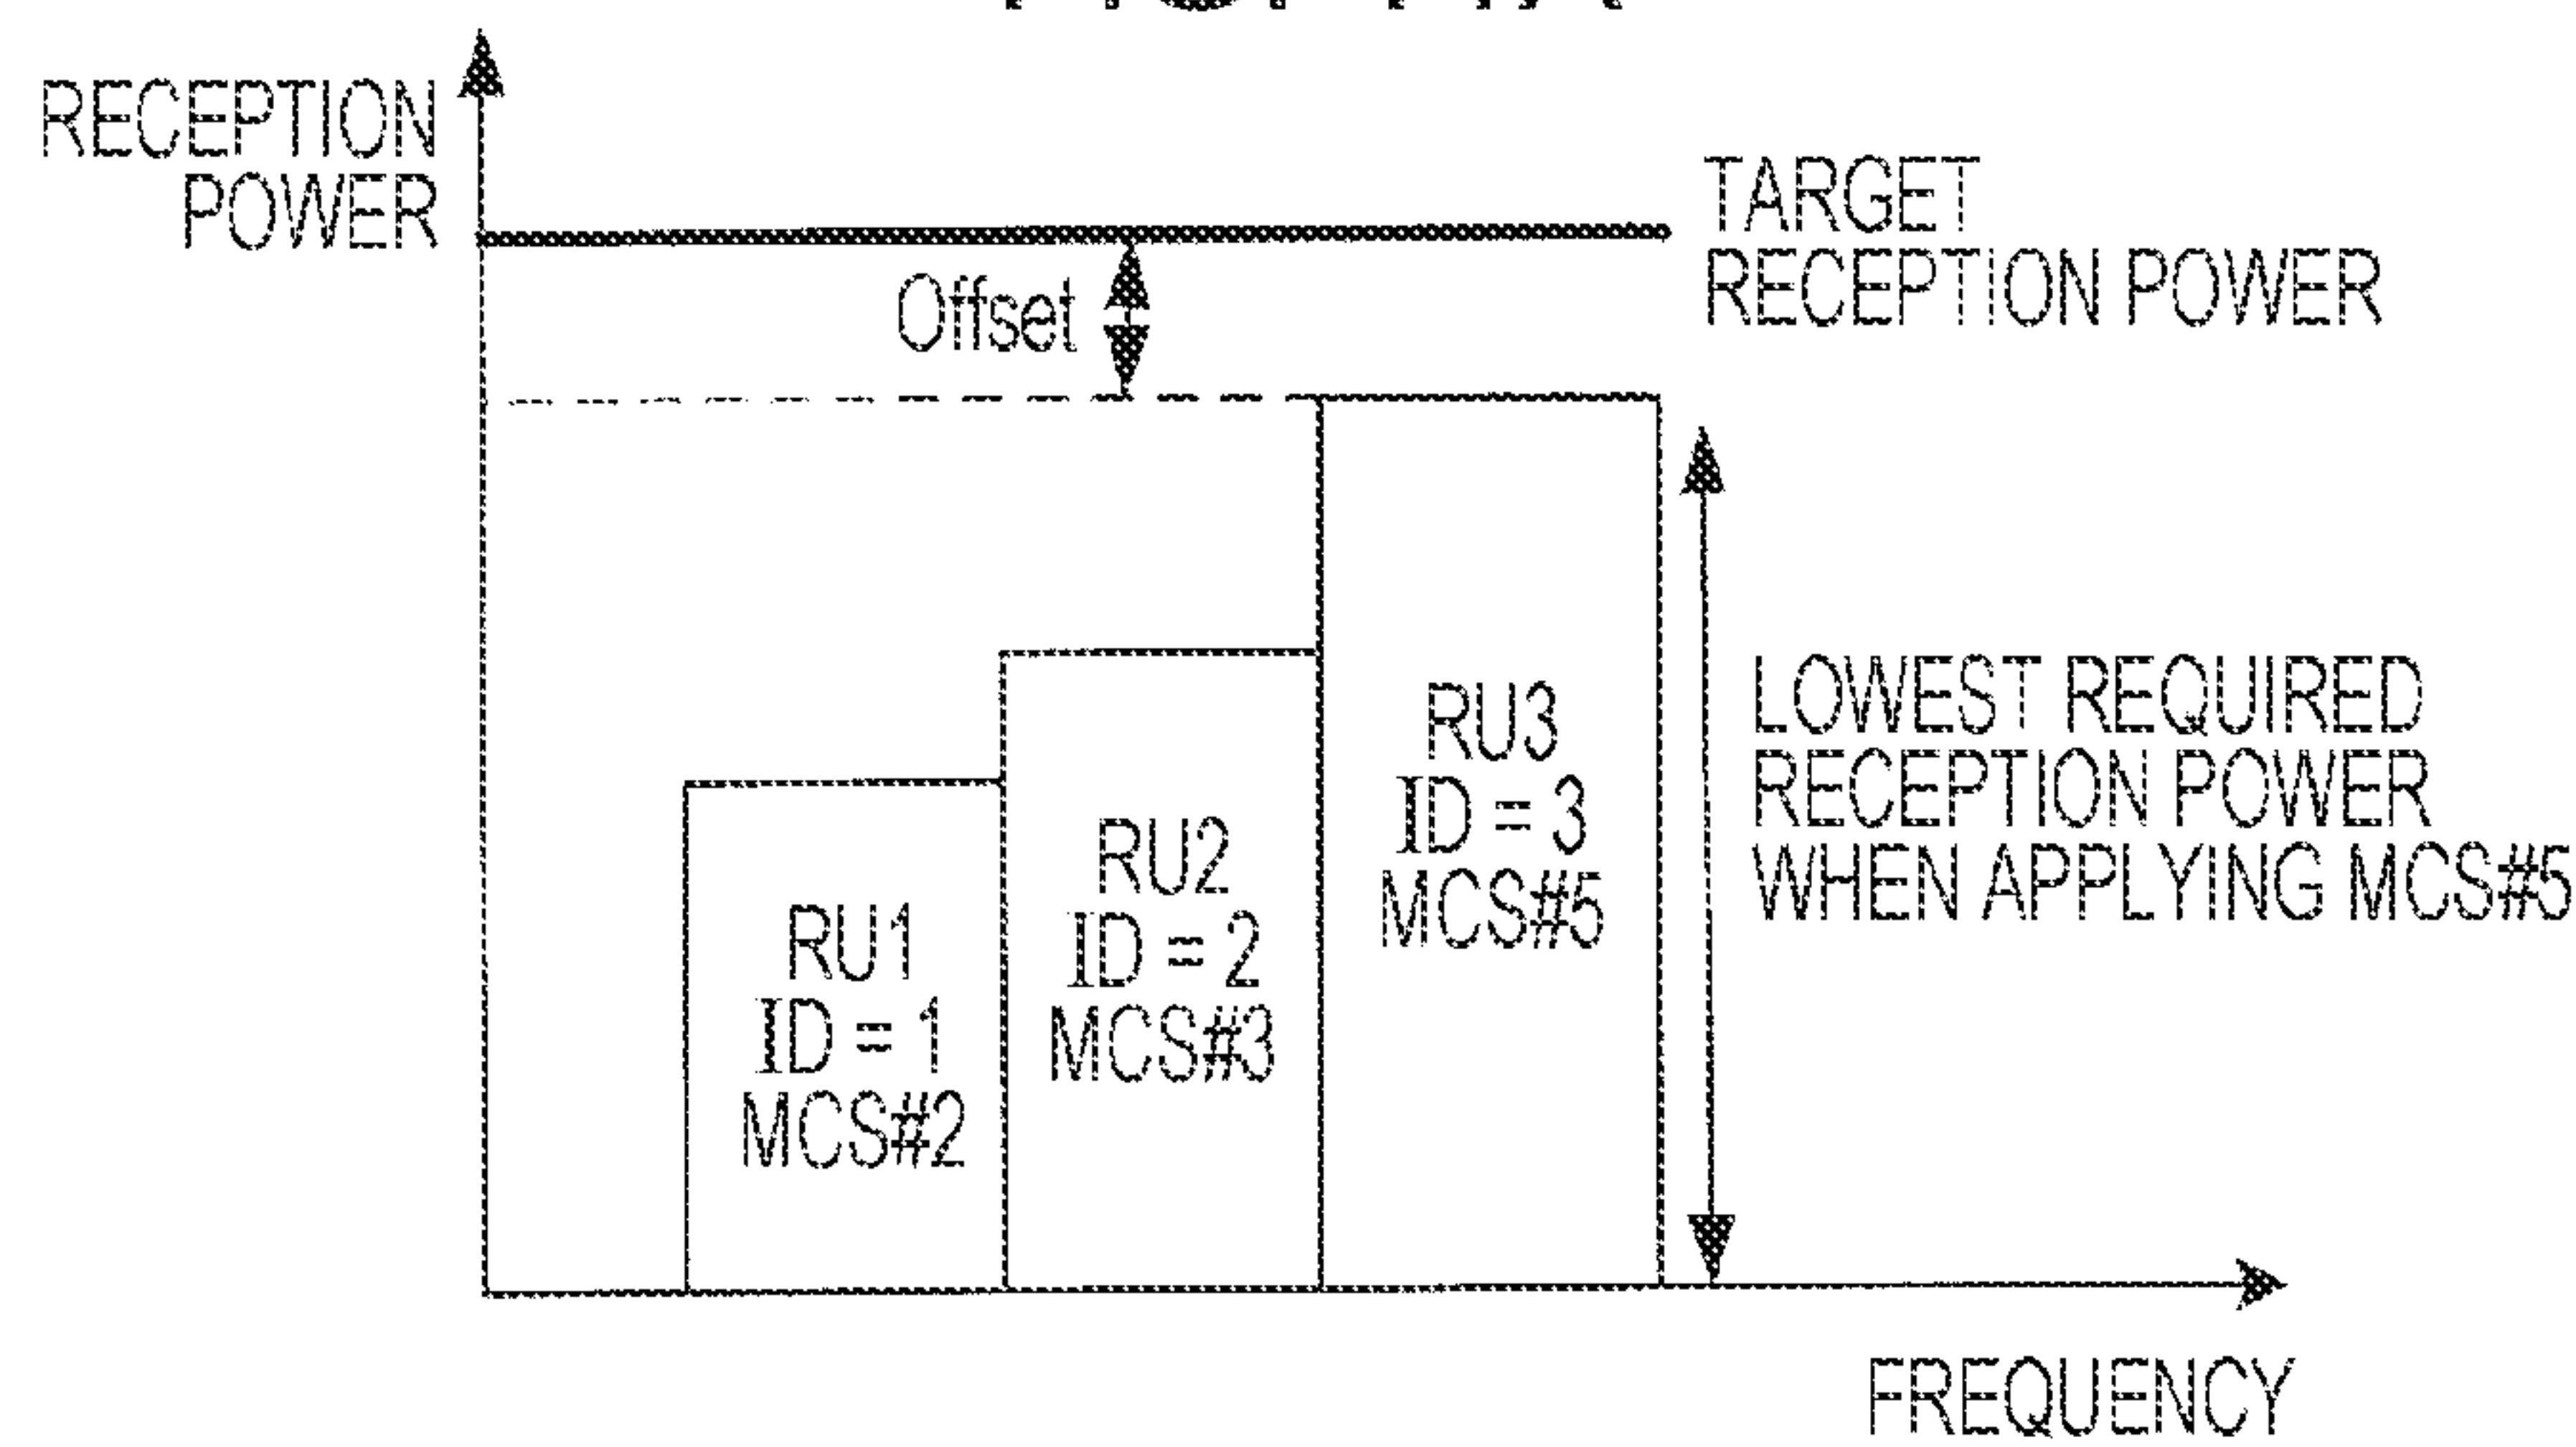 RECEPTION
POWER
TARGET
RECEPTION POWER
Offset
RU1
ID = 1
MCS#2
RU2
ID = 2
MCS#3
RU3
ID = 3
MCS#5
LOWEST REQUIRED
RECEPTION POWER
WHEN APPLYING MCS#5
FREQUENCY